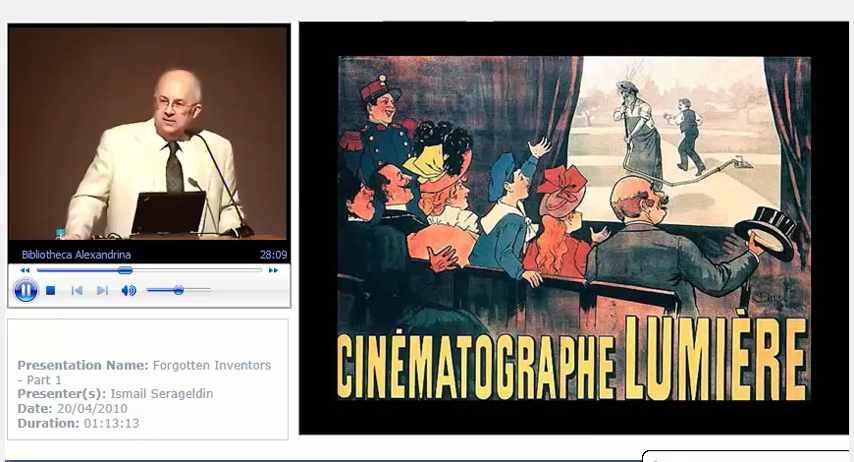 Bibliotheca Alexandrina 28:09
Presentation Name: Forgotten Inventors
- Part 1
Presenter(s): Ismail Serageldin
Date: 20/04/2010
Duration: 01:13:13
CINÉMATOGRAPHE LUMIÈRE